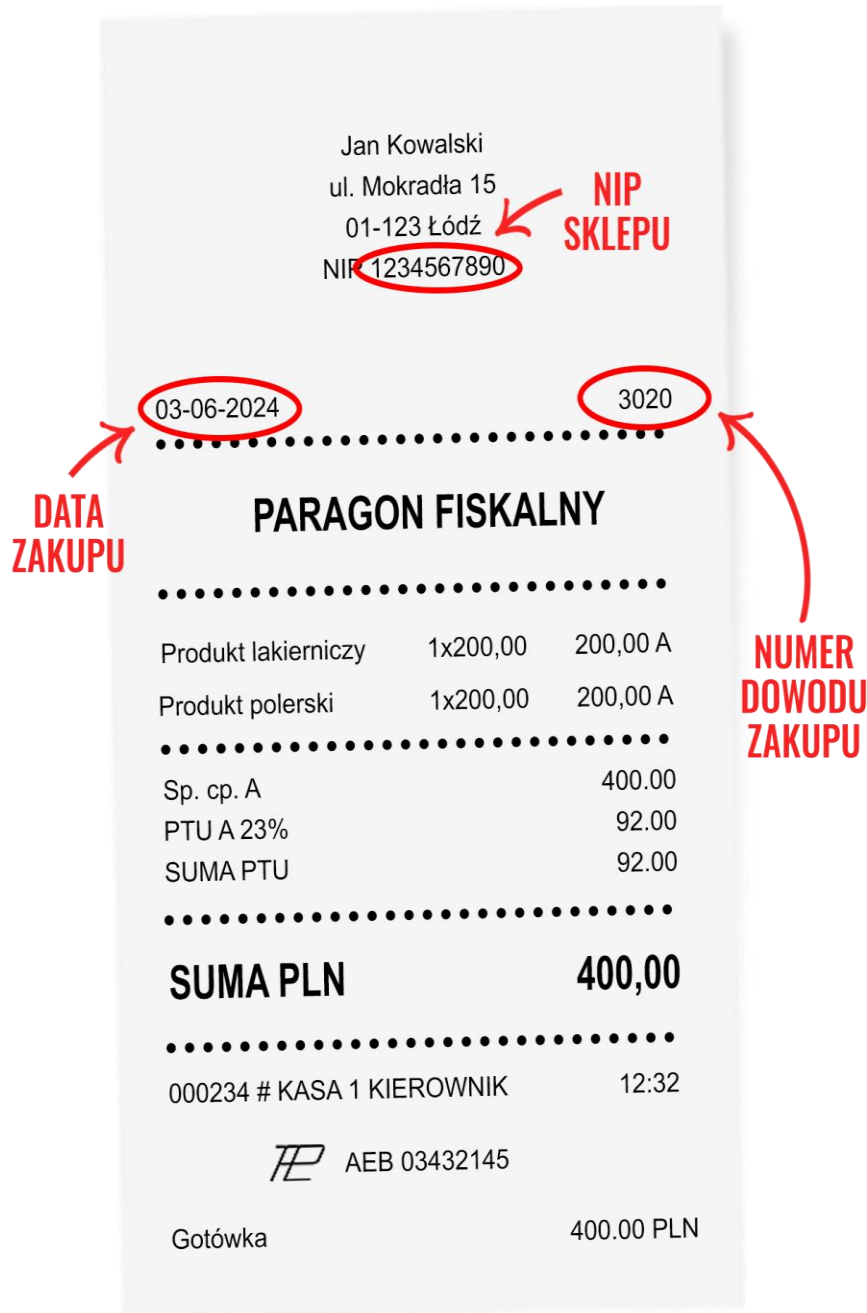 Jan Kowalski
ul. Mokradła 15
01-123 Łódź
NIP 1234567890
NIP
SKLEPU
03-06-2024 3020
DATA
ZAKUPU
PARAGON FISKALNY
Produkt lakierniczy 1x200,00 200,00 A
Produkt polerski 1x200,00 200,00 A
NUMER
DOWODU
ZAKUPU
Sp. cp. A 400.00
PTU A 23% 92.00
SUMA PTU 92.00
SUMA PLN 400,00
000234 # KASA 1 KIEROWNIK 12:32
AEB 03432145
Gotówka 400.00 PLN